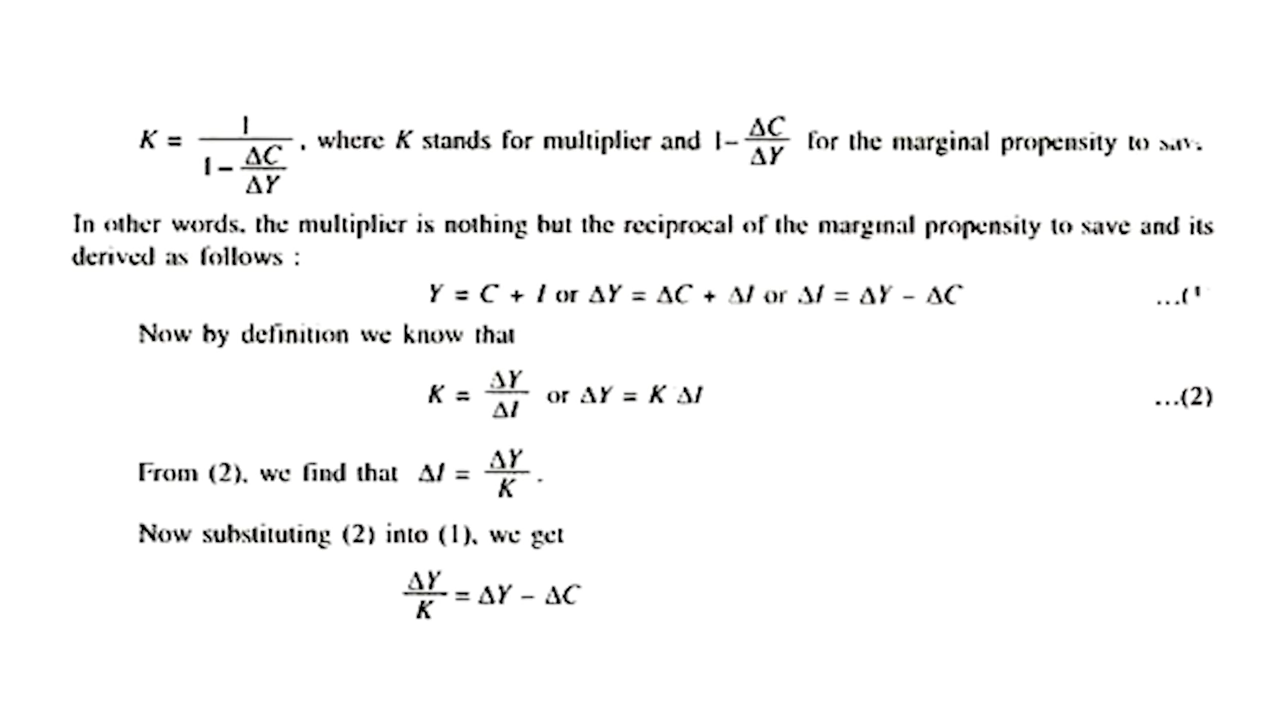 K = 1 / (1 – ΔC/ΔY), where K stands for multiplier and 1– ΔC/ΔY for the marginal propensity to
In other words, the multiplier is nothing but the reciprocal of the marginal propensity to save and its
derived as follows :
Y = C + I or ΔY = ΔC + ΔI or ΔI = ΔY – ΔC ...(1
Now by definition we know that
K = ΔY/ΔI or ΔY = K ΔI ...(2)
From (2), we find that ΔI = ΔY/K .
Now substituting (2) into (1), we get
ΔY/K = ΔY – ΔC